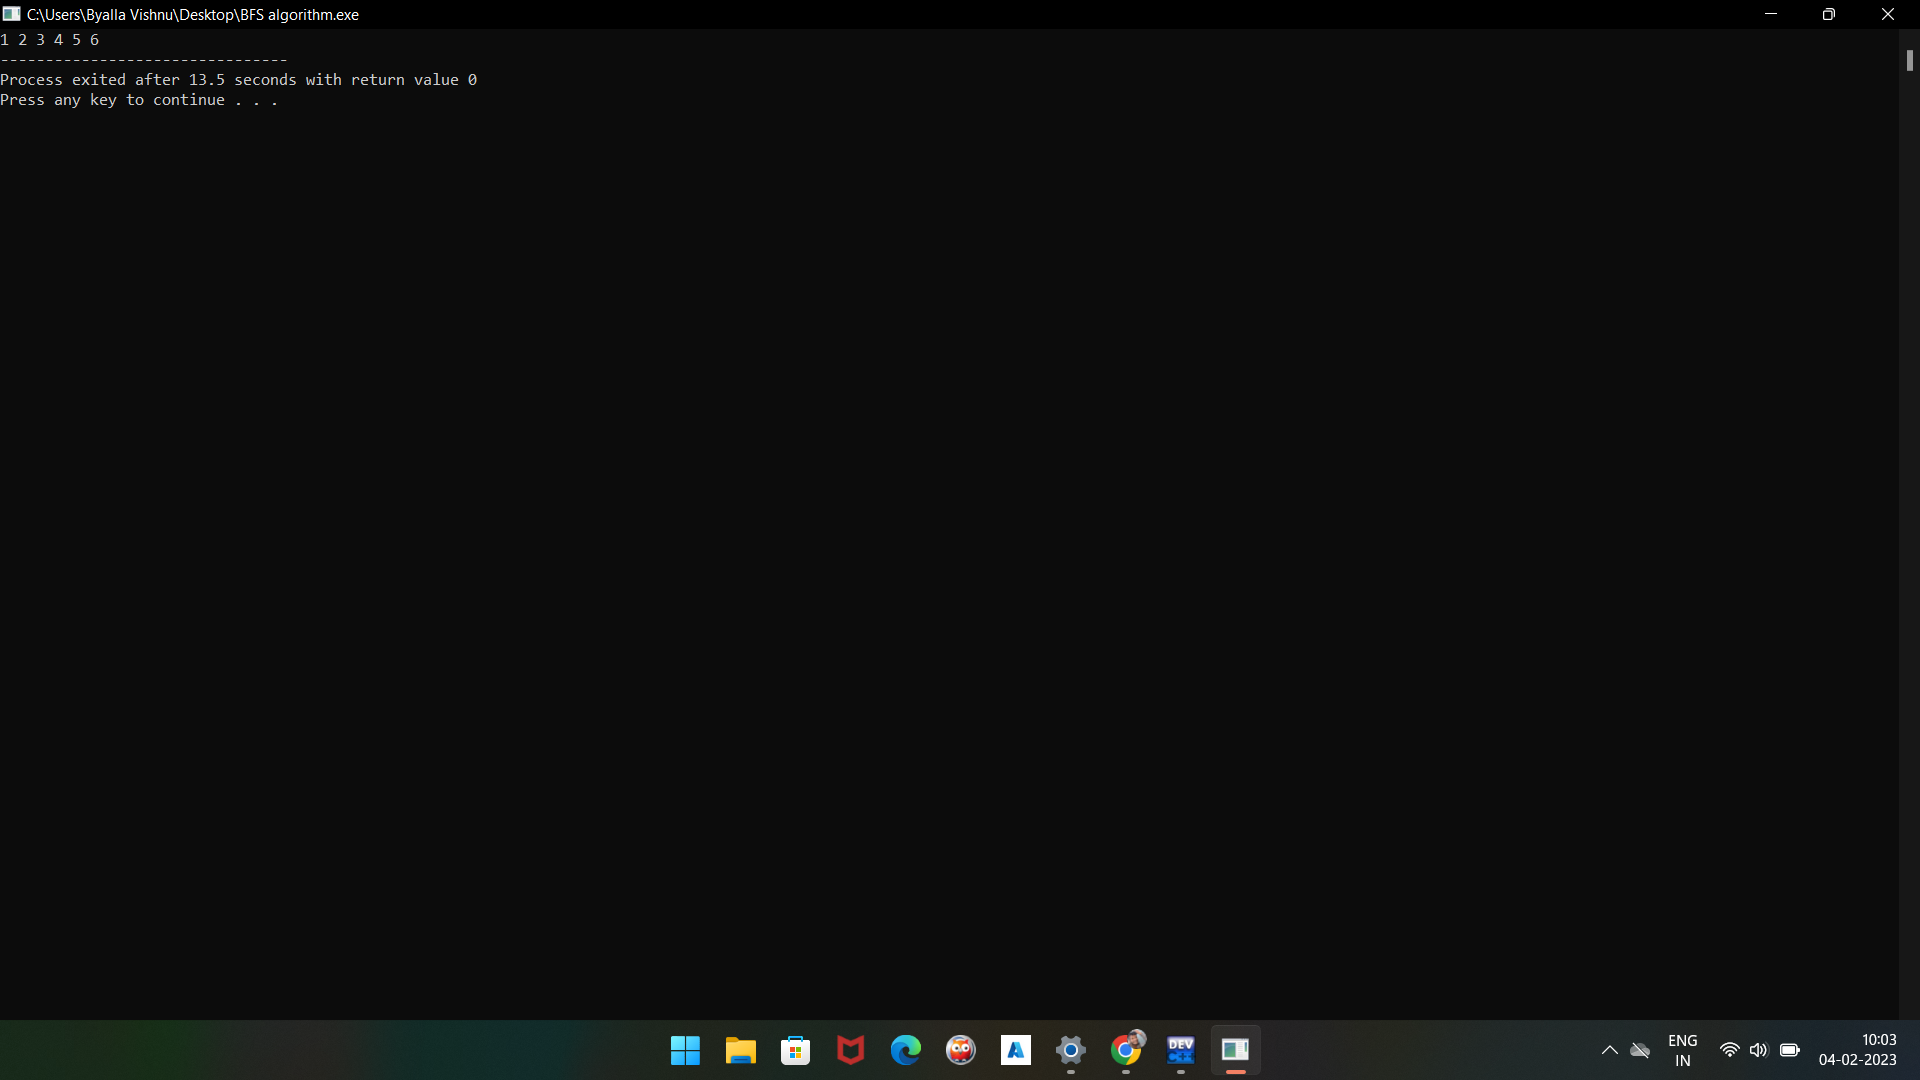 C:\Users\Byalla Vishnu\Desktop\BFS algorithm.exe
1 2 3 4 5 6
--------------------------------
Process exited after 13.5 seconds with return value 0
Press any key to continue . . .
DEV
C++
ENG
IN
10:03
04-02-2023